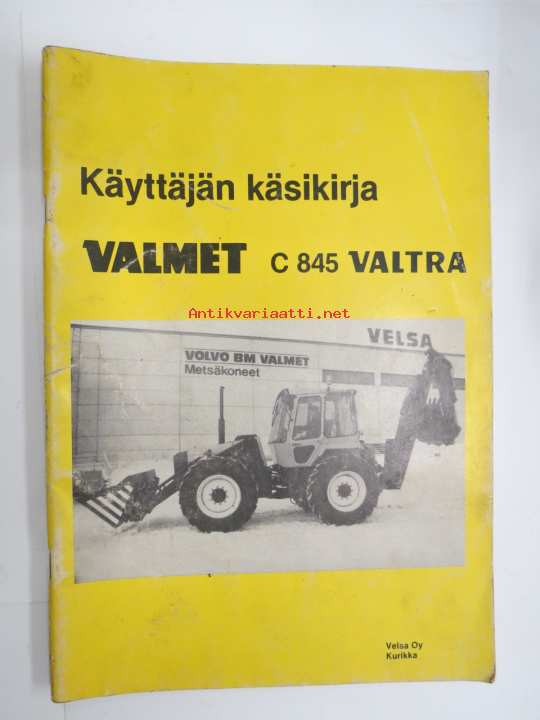 Käyttäjän käsikirja
VALMET C 845 VALTRA
Antikvariaatti.net
VELSA
VOLVO BM VALMET
Metsäkoneet
Velsa Oy
Kurikka